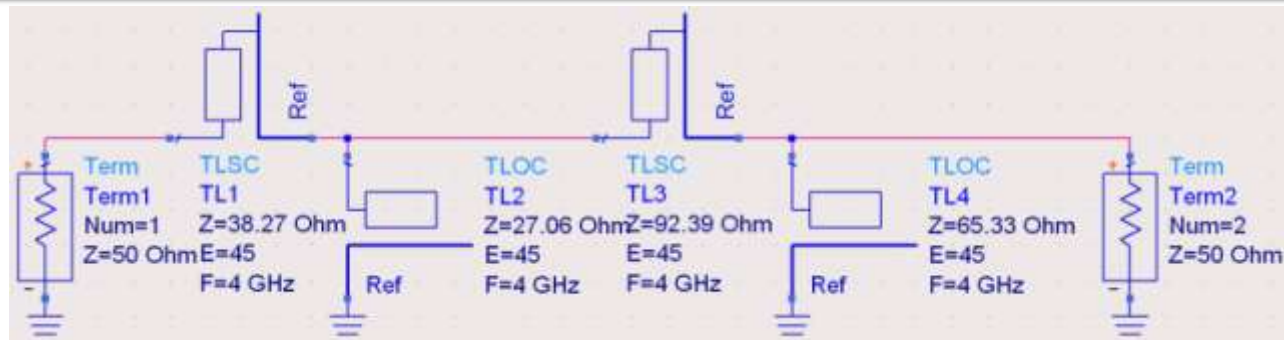 Ref
Ref
Term
Term1
Num=1
Z=50 Ohm
TLSC
TL1
Z=38.27 Ohm
E=45
F=4 GHz
Ref
TLOC
TL2
Z=27.06 Ohm
E=45
F=4 GHz
TLSC
TL3
Z=92.39 Ohm
E=45
F=4 GHz
Ref
TLOC
TL4
Z=65.33 Ohm
E=45
F=4 GHz
Term
Term2
Num=2
Z=50 Ohm